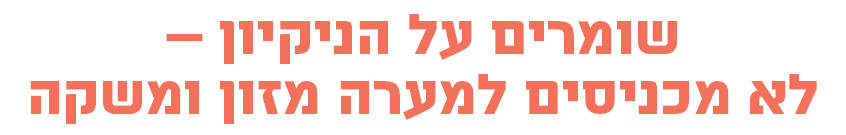 שומרים על הניקיון –
לא מכניסים למערה מזון ומשקה